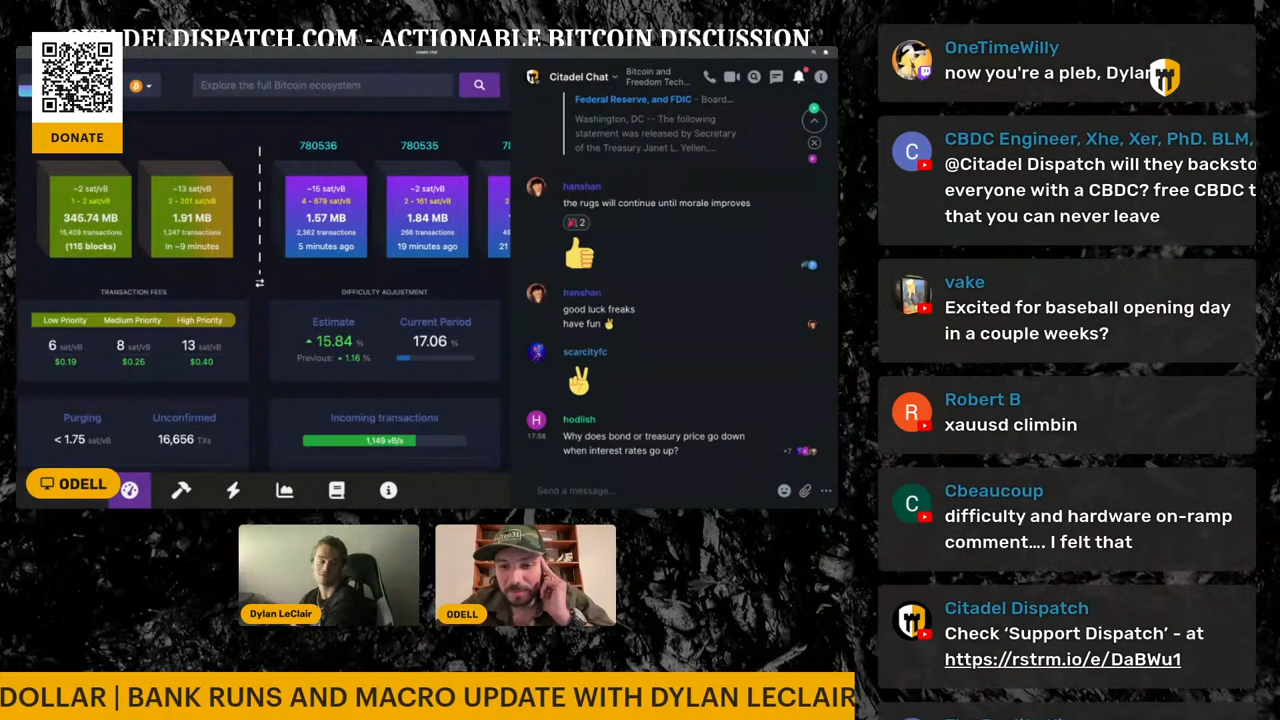 CITADELDISPATCH.COM - ACTIONABLE BITCOIN DISCUSSION
DONATE
Explore the full Bitcoin ecosystem
780536
780535
78
~2 sat/vB
1 - 2 sat/vB
345.74 MB
15,409 transactions
(115 blocks)
~13 sat/vB
2 - 201 sat/vB
1.91 MB
1,247 transactions
In ~9 minutes
~15 sat/vB
4 - 679 sat/vB
1.57 MB
2,362 transactions
5 minutes ago
~2 sat/vB
2 - 161 sat/vB
1.84 MB
266 transactions
19 minutes ago
21
TRANSACTION FEES
Low Priority Medium Priority High Priority
6 sat/vB 8 sat/vB 13 sat/vB
$0.19 $0.25 $0.40
DIFFICULTY ADJUSTMENT
Estimate Current Period
15.84 % 17.06 %
Previous: 1.16 %
Purging Unconfirmed
< 1.75 sat/vB 16,656 TXs
Incoming transactions
1,149 vB/s
ODELL
Citadel Chat
Bitcoin and
Freedom Tech...
Federal Reserve, and FDIC - Board...
Washington, DC -- The following
statement was released by Secretary
of the Treasury Janet L. Yellen,...
hanshan
the rugs will continue until morale improves
2
👍
hanshan
good luck freaks
have fun ✌
scarcityfc
✌
H
hodlish
17:58
Why does bond or treasury price go down
when interest rates go up?
+7
Send a message...
Dylan LeClair
ODELL
DOLLAR | BANK RUNS AND MACRO UPDATE WITH DYLAN LECLAIR
OneTimeWilly
now you're a pleb, Dylan
C
CBDC Engineer, Xhe, Xer, PhD. BLM,
@Citadel Dispatch will they backsto
everyone with a CBDC? free CBDC t
that you can never leave
vake
Excited for baseball opening day
in a couple weeks?
R
Robert B
xauusd climbin
C
Cbeaucoup
difficulty and hardware on-ramp
comment.... I felt that
Citadel Dispatch
Check ‘Support Dispatch’ - at
https://rstrm.io/e/DaBWu1